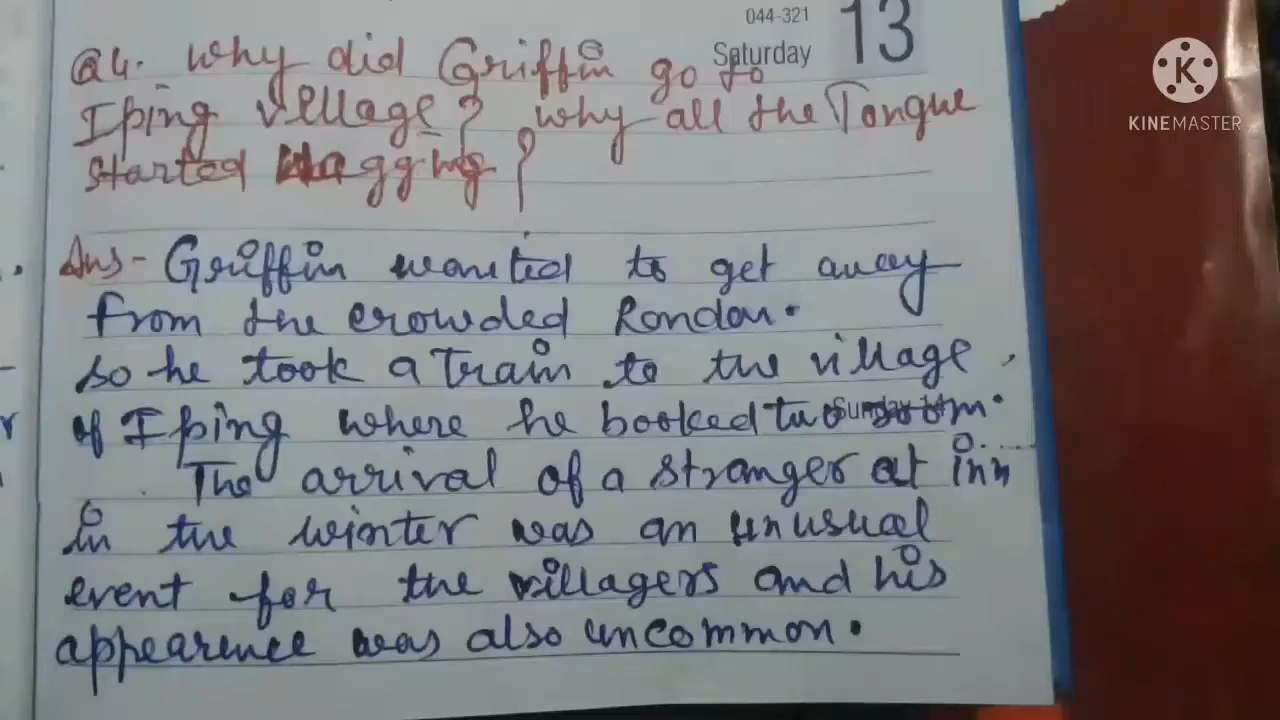 044-321
Saturday 13
K
KINEMASTER
Q4. Why did Griffin go to
Iping village? Why all the Tongue
started wagging?
Ans- Griffin wanted to get away
from the crowded London.
so he took a train to the village
of Iping where he booked two room.
Sunday 14
The arrival of a stranger at inn
in the winter was an unusual
event for the villagers and his
appearence was also uncommon.